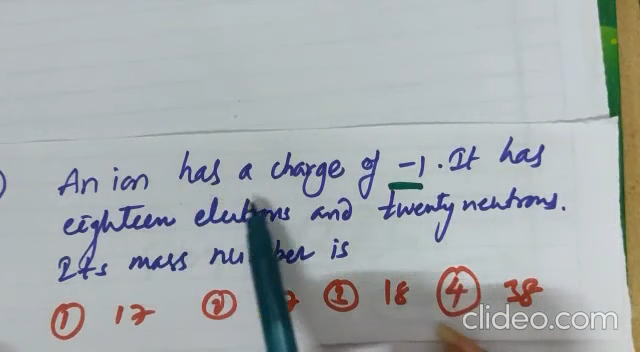 An ion has a charge of -1. It has
eighteen elutrons and twenty neutrons.
Its mass number is
① 17 ② ③ 18 ④ 38
clideo.com